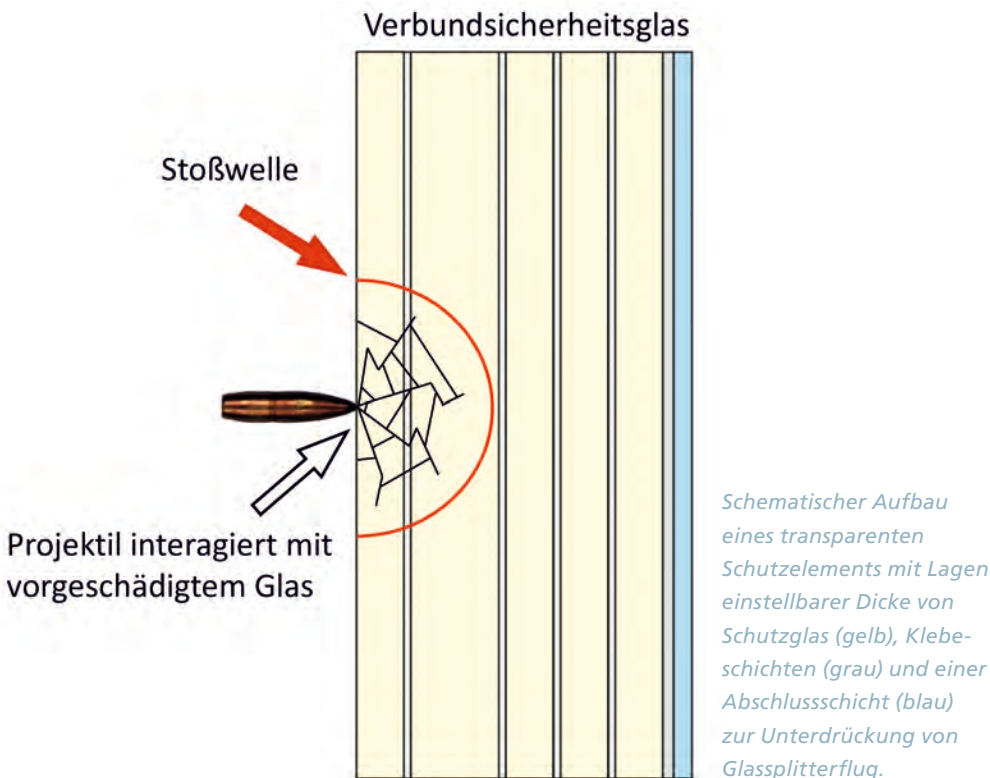 Verbundsicherheitsglas
Stoßwelle
Projektil interagiert mit
vorgeschädigtem Glas
Schematischer Aufbau
eines transparenten
Schutzelements mit Lagen
einstellbarer Dicke von
Schutzglas (gelb), Klebe-
schichten (grau) und einer
Abschlussschicht (blau)
zur Unterdrückung von
Glassplitterflug.